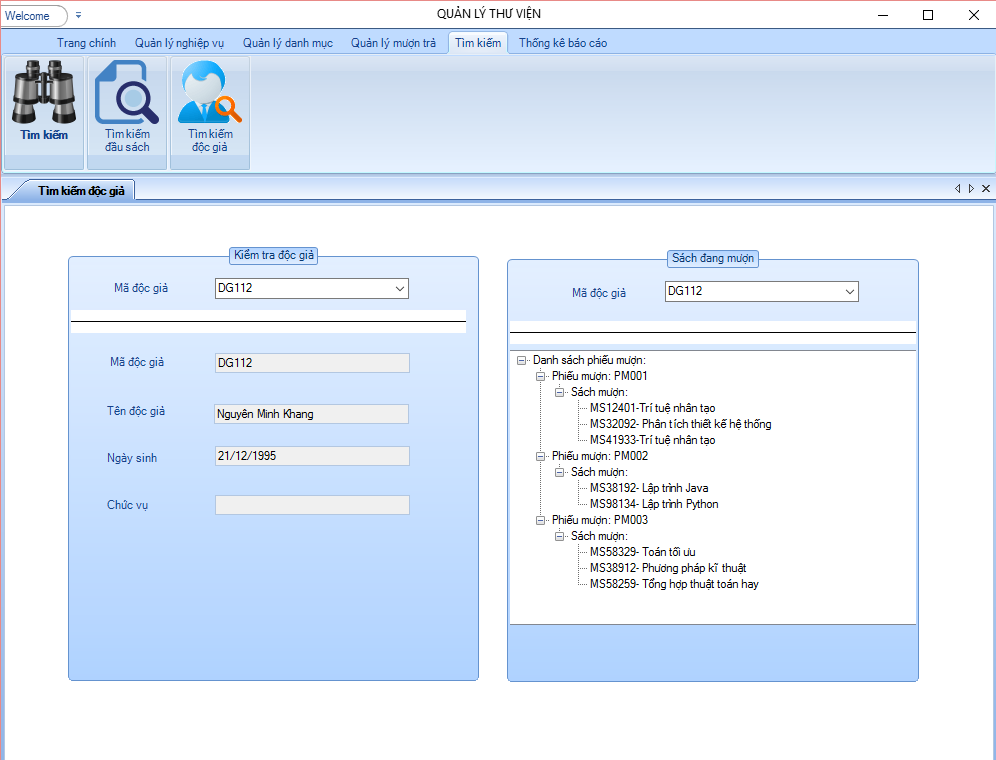 Welcome
QUẢN LÝ THƯ VIỆN
Trang chính Quản lý nghiệp vụ Quản lý danh mục Quản lý mượn trả Tìm kiếm Thống kê báo cáo
Tìm kiếm
Tìm kiếm đầu sách
Tìm kiếm độc giả
Tìm kiếm độc giả
Kiểm tra độc giả
Mã độc giả DG112
Mã độc giả DG112
Tên độc giả Nguyễn Minh Khang
Ngày sinh 21/12/1995
Chức vụ
Sách đang mượn
Mã độc giả DG112
Danh sách phiếu mượn:
Phiếu mượn: PM001
Sách mượn:
MS12401-Trí tuệ nhân tạo
MS32092- Phân tích thiết kế hệ thống
MS41933-Trí tuệ nhân tạo
Phiếu mượn: PM002
Sách mượn:
MS38192- Lập trình Java
MS98134- Lập trình Python
Phiếu mượn: PM003
Sách mượn:
MS58329- Toán tối ưu
MS38912- Phương pháp kĩ thuật
MS58259- Tổng hợp thuật toán hay